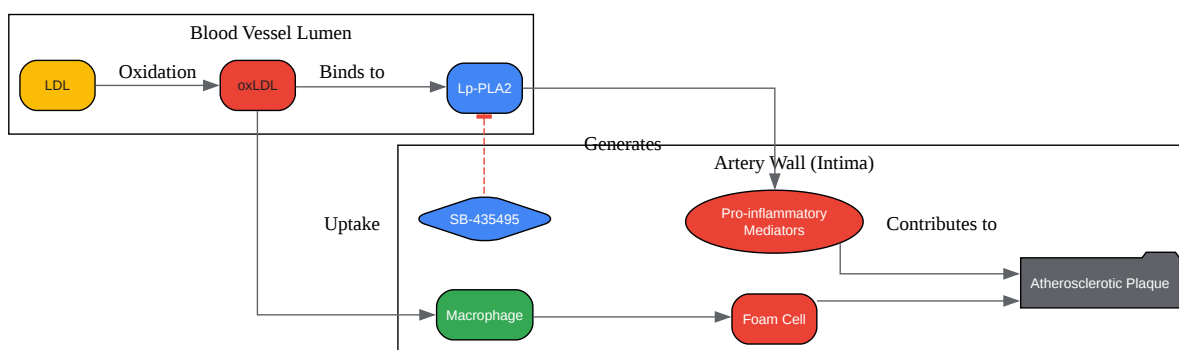 Blood Vessel Lumen
LDL
Oxidation
oxLDL
Binds to
Lp-PLA2
Generates
Artery Wall (Intima)
Uptake
SB-435495
Pro-inflammatory
Mediators
Contributes to
Atherosclerotic Plaque
Macrophage
Foam Cell